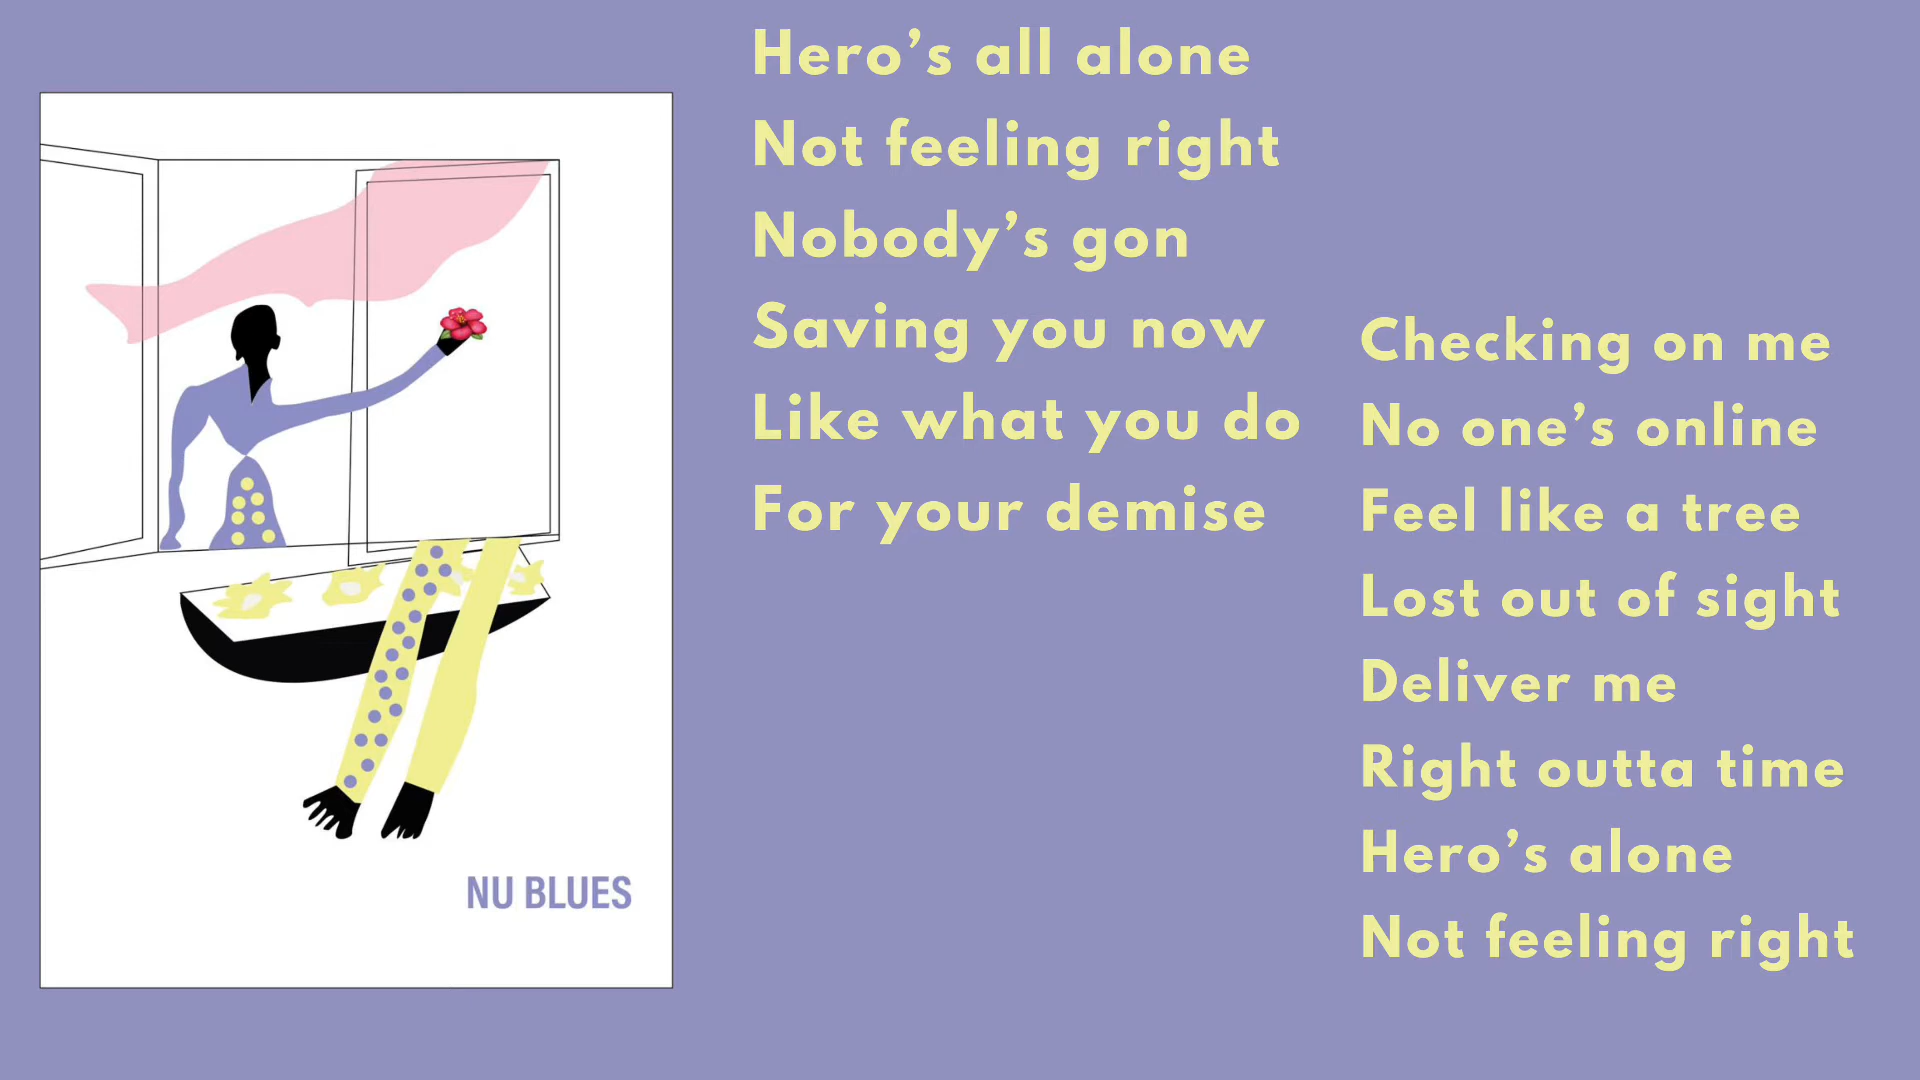 Hero’s all alone
Not feeling right
Nobody’s gon
Saving you now
Like what you do
For your demise
Checking on me
No one’s online
Feel like a tree
Lost out of sight
Deliver me
Right outta time
Hero’s alone
Not feeling right
NU BLUES